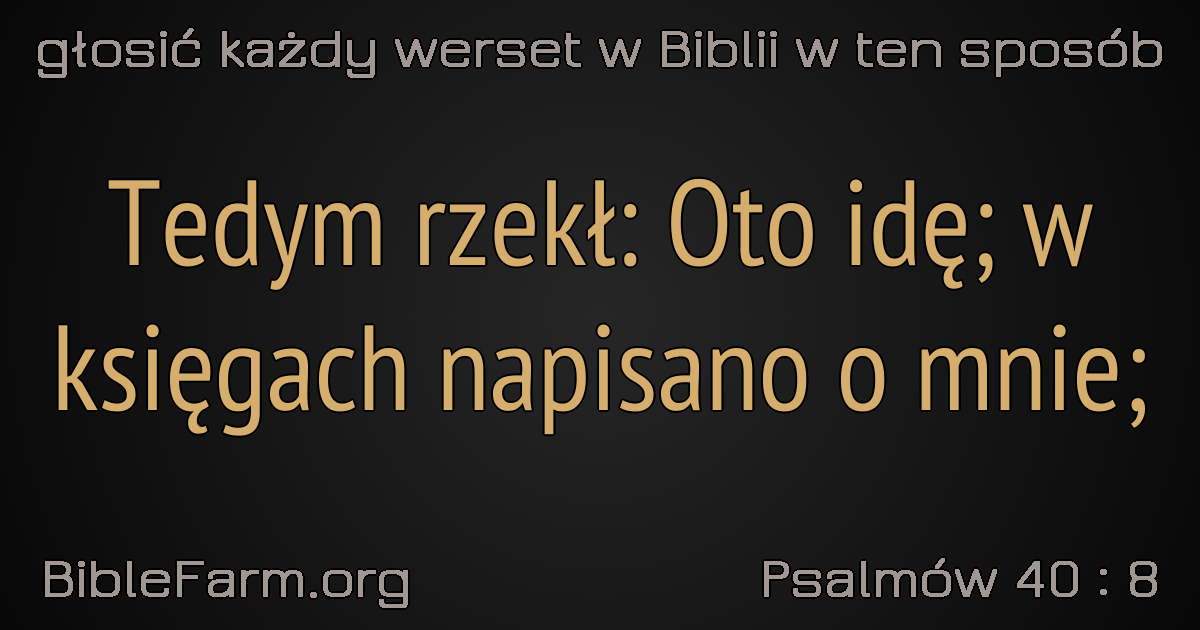 głosić każdy werset w Biblii w ten sposób
Tedym rzekł: Oto idę; w
księgach napisano o mnie;
BibleFarm.org
Psalmów 40 : 8